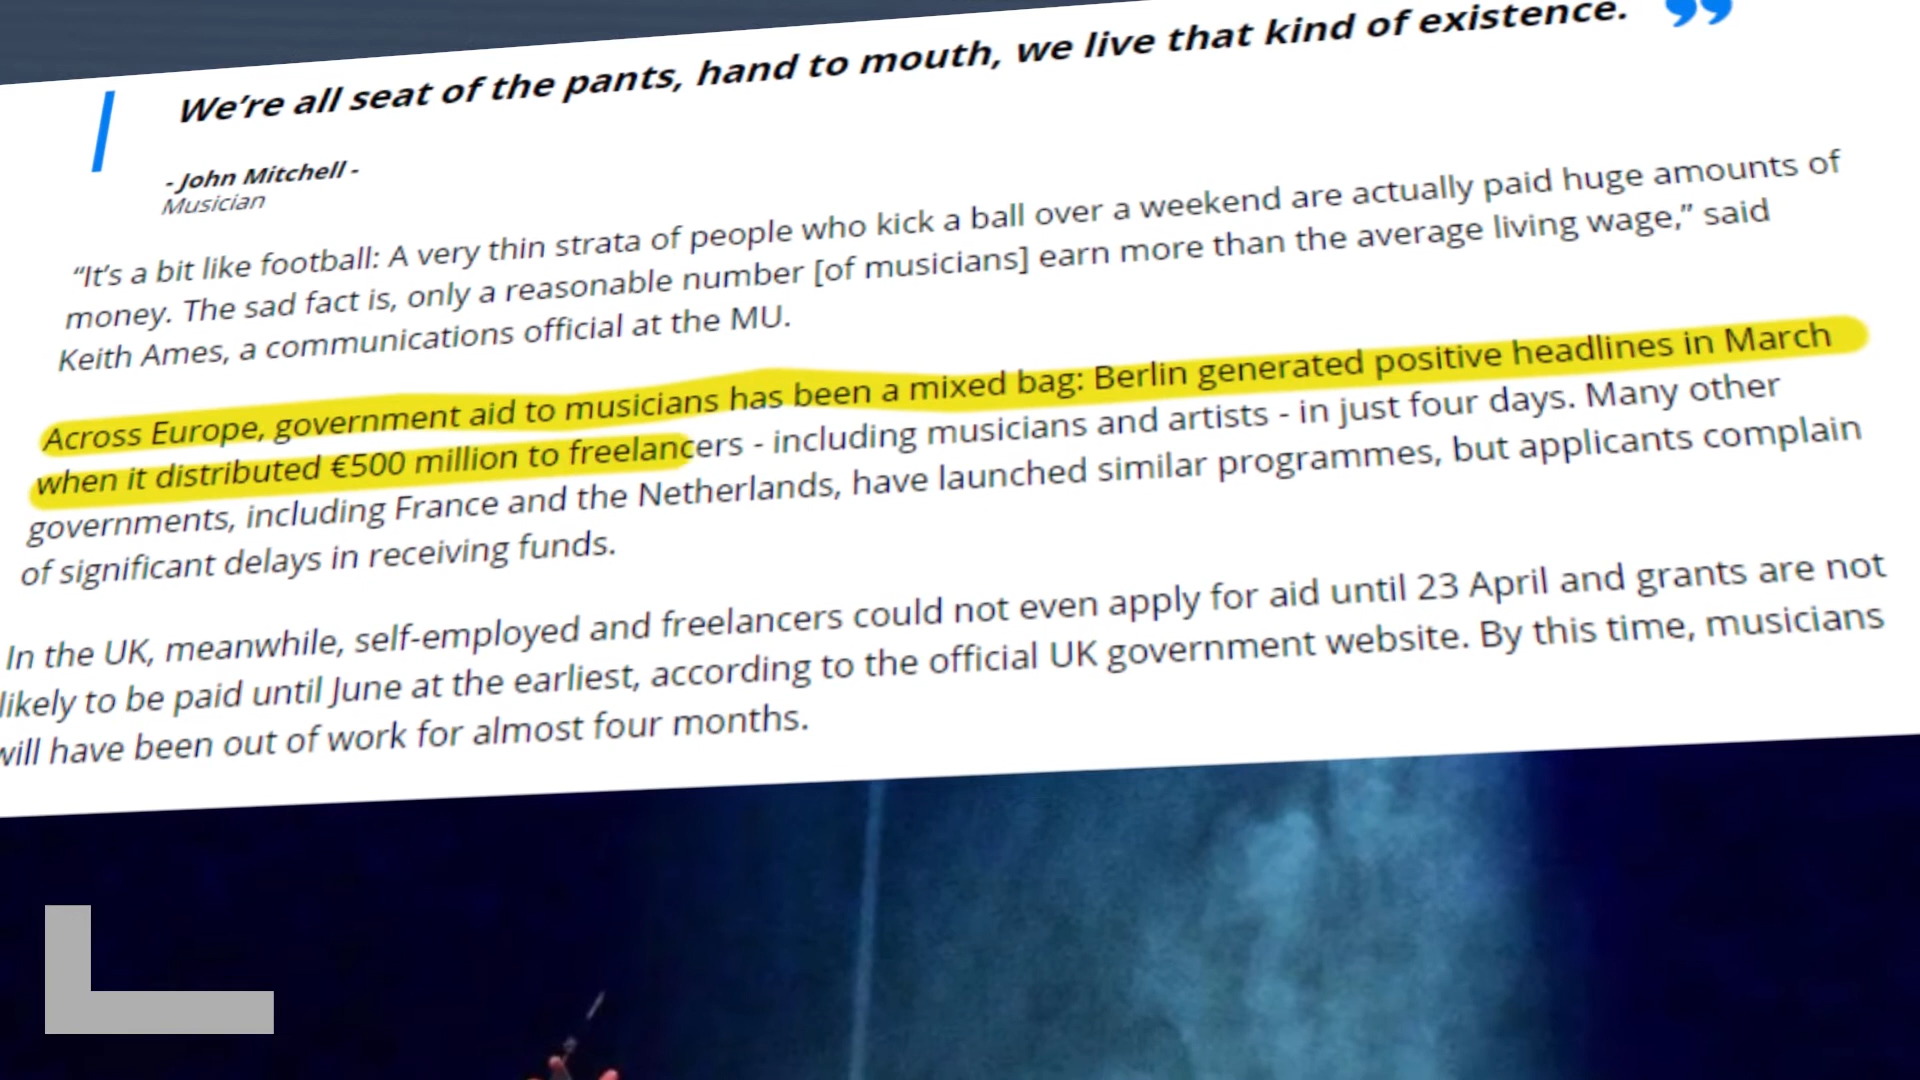 We’re all seat of the pants, hand to mouth, we live that kind of existence. ”
- John Mitchell -
Musician
“It’s a bit like football: A very thin strata of people who kick a ball over a weekend are actually paid huge amounts of
money. The sad fact is, only a reasonable number [of musicians] earn more than the average living wage,” said
Keith Ames, a communications official at the MU.
Across Europe, government aid to musicians has been a mixed bag: Berlin generated positive headlines in March
when it distributed €500 million to freelancers - including musicians and artists - in just four days. Many other
governments, including France and the Netherlands, have launched similar programmes, but applicants complain
of significant delays in receiving funds.
In the UK, meanwhile, self-employed and freelancers could not even apply for aid until 23 April and grants are not
likely to be paid until June at the earliest, according to the official UK government website. By this time, musicians
will have been out of work for almost four months.